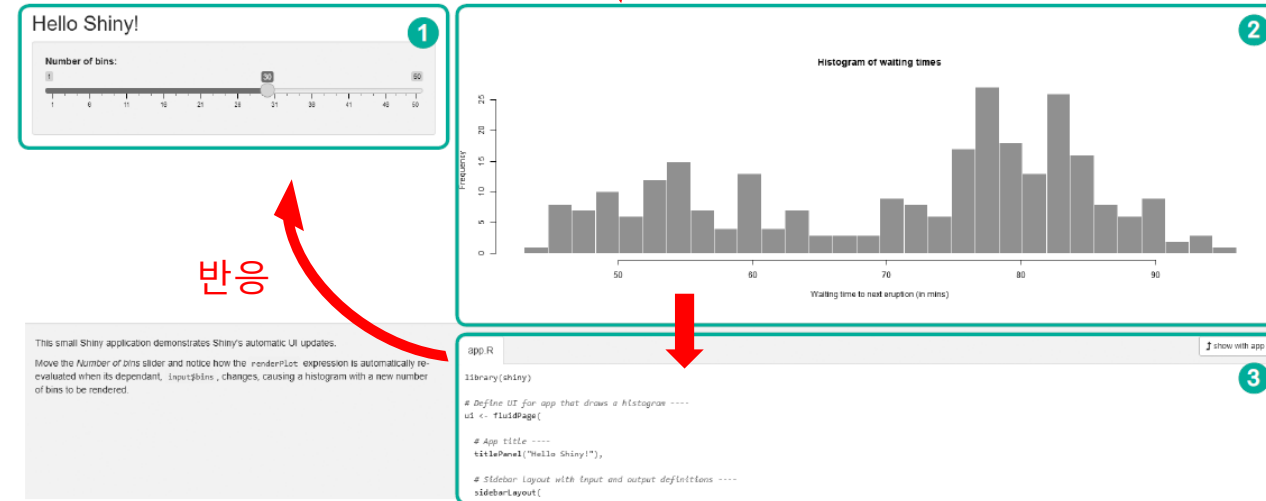 Hello Shiny!
1
Number of bins:
1 30 50
1 6 11 16 21 26 31 36 41 46 50
2
Histogram of waiting times
Frequency
0 5 10 15 20 25
50 60 70 80 90
Waiting time to next eruption (in mins)
반응
This small Shiny application demonstrates Shiny's automatic UI updates.
Move the Number of bins slider and notice how the renderPlot expression is automatically re-
evaluated when its dependant, input$bins, changes, causing a histogram with a new number
of bins to be rendered.
app.R
show with app
3
library(shiny)
# Define UI for app that draws a histogram ----
ui <- fluidPage(
# App title ----
titlePanel("Hello Shiny!"),
# Sidebar layout with input and output definitions ----
sidebarLayout(